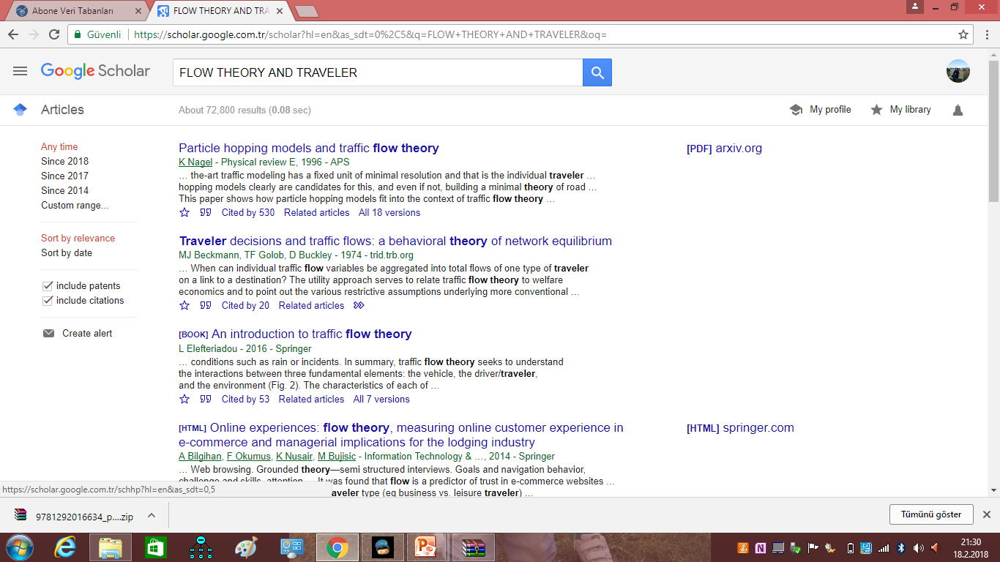 Abone Veri Tabanları
FLOW THEORY AND TRA
Güvenli
https://scholar.google.com.tr/scholar?hl=en&as_sdt=0%2C5&q=FLOW+THEORY+AND+TRAVELER&oq=
Google Scholar
FLOW THEORY AND TRAVELER
Articles
About 72,800 results (0.08 sec)
My profile
My library
Any time
Since 2018
Since 2017
Since 2014
Custom range...
Sort by relevance
Sort by date
include patents
include citations
Create alert
Particle hopping models and traffic flow theory
K Nagel - Physical review E, 1996 - APS
… the-art traffic modeling has a fixed unit of minimal resolution and that is the individual traveler …
hopping models clearly are candidates for this, and even if not, building a minimal theory of road …
This paper shows how particle hopping models fit into the context of traffic flow theory …
Cited by 530 Related articles All 18 versions
[PDF] arxiv.org
Traveler decisions and traffic flows: a behavioral theory of network equilibrium
MJ Beckmann, TF Golob, D Buckley - 1974 - trid.trb.org
… When can individual traffic flow variables be aggregated into total flows of one type of traveler
on a link to a destination? The utility approach serves to relate traffic flow theory to welfare
economics and to point out the various restrictive assumptions underlying more conventional …
Cited by 20 Related articles
[BOOK] An introduction to traffic flow theory
L Elefteriadou - 2016 - Springer
… conditions such as rain or incidents. In summary, traffic flow theory seeks to understand
the interactions between three fundamental elements: the vehicle, the driver/traveler,
and the environment (Fig. 2). The characteristics of each of …
Cited by 53 Related articles All 7 versions
[HTML] Online experiences: flow theory, measuring online customer experience in
e-commerce and managerial implications for the lodging industry
A Bilgihan, F Okumus, K Nusair, M Bujisic - Information Technology & …, 2014 - Springer
… Web browsing. Grounded theory—semi structured interviews. Goals and navigation behavior,
challenge and skills, attention … It was found that flow is a predictor of trust in e-commerce websites …
aveler type (eg business vs. leisure traveler) …
[HTML] springer.com
https://scholar.google.com.tr/schhp?hl=en&as_sdt=0,5
9781292016634_p....zip
Tümünü göster
21:30
18.2.2018